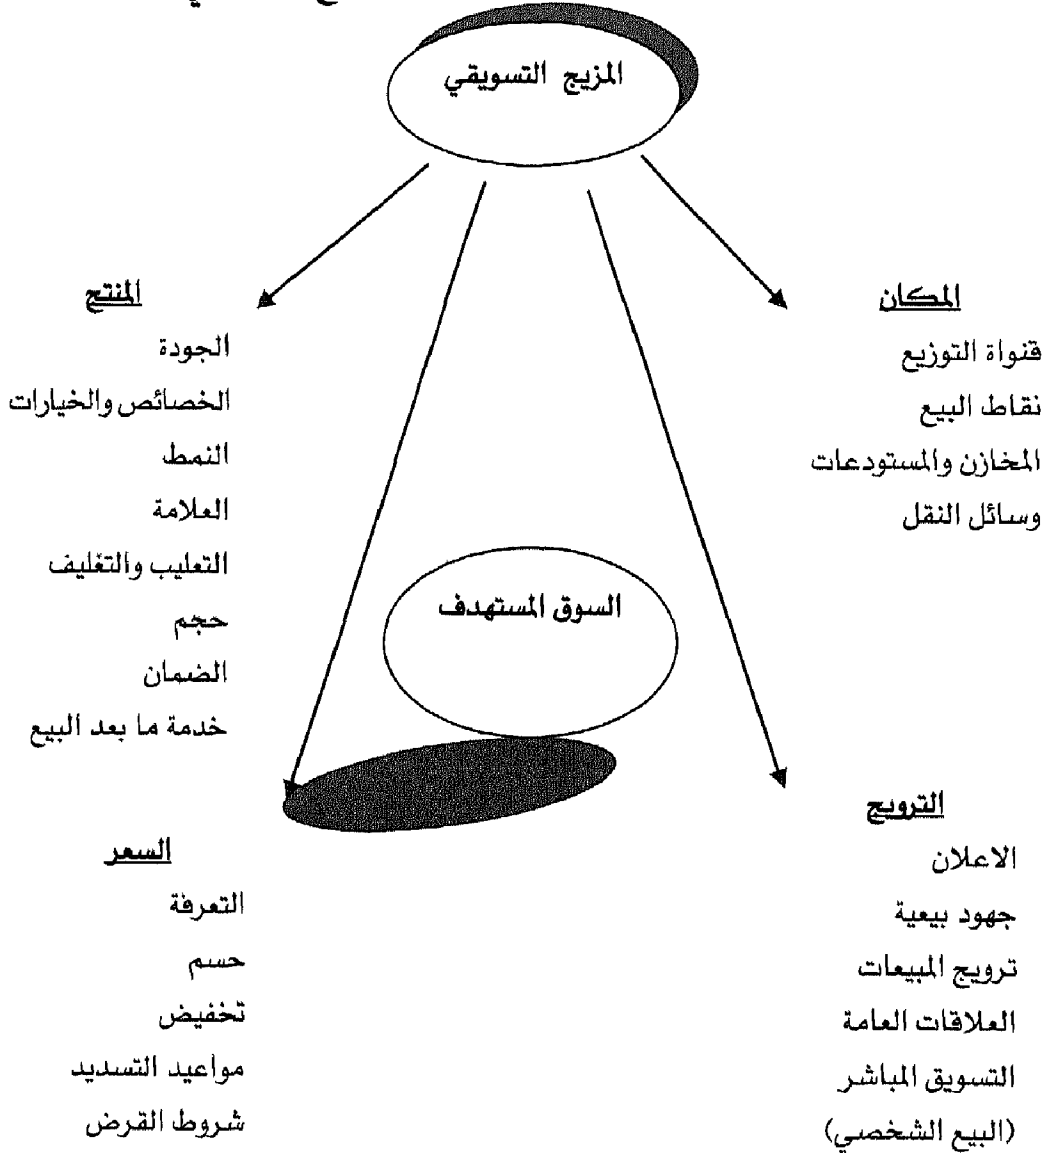 المزيج التسويقي
المكان
قنواة التوزيع
نقاط البيع
المخازن والمستودعات
وسائل النقل
المنتج
الجودة
الخصائص والخيارات
النمط
العلامة
التعليب والتغليف
حجم
الضمان
خدمة ما بعد البيع
السوق المستهدف
الترويج
الاعلان
جهود بيعية
ترويج المبيعات
العلاقات العامة
التسويق المباشر
(البيع الشخصي)
السعر
التعرفة
حسم
تخفيض
مواعيد التسديد
شروط القرض